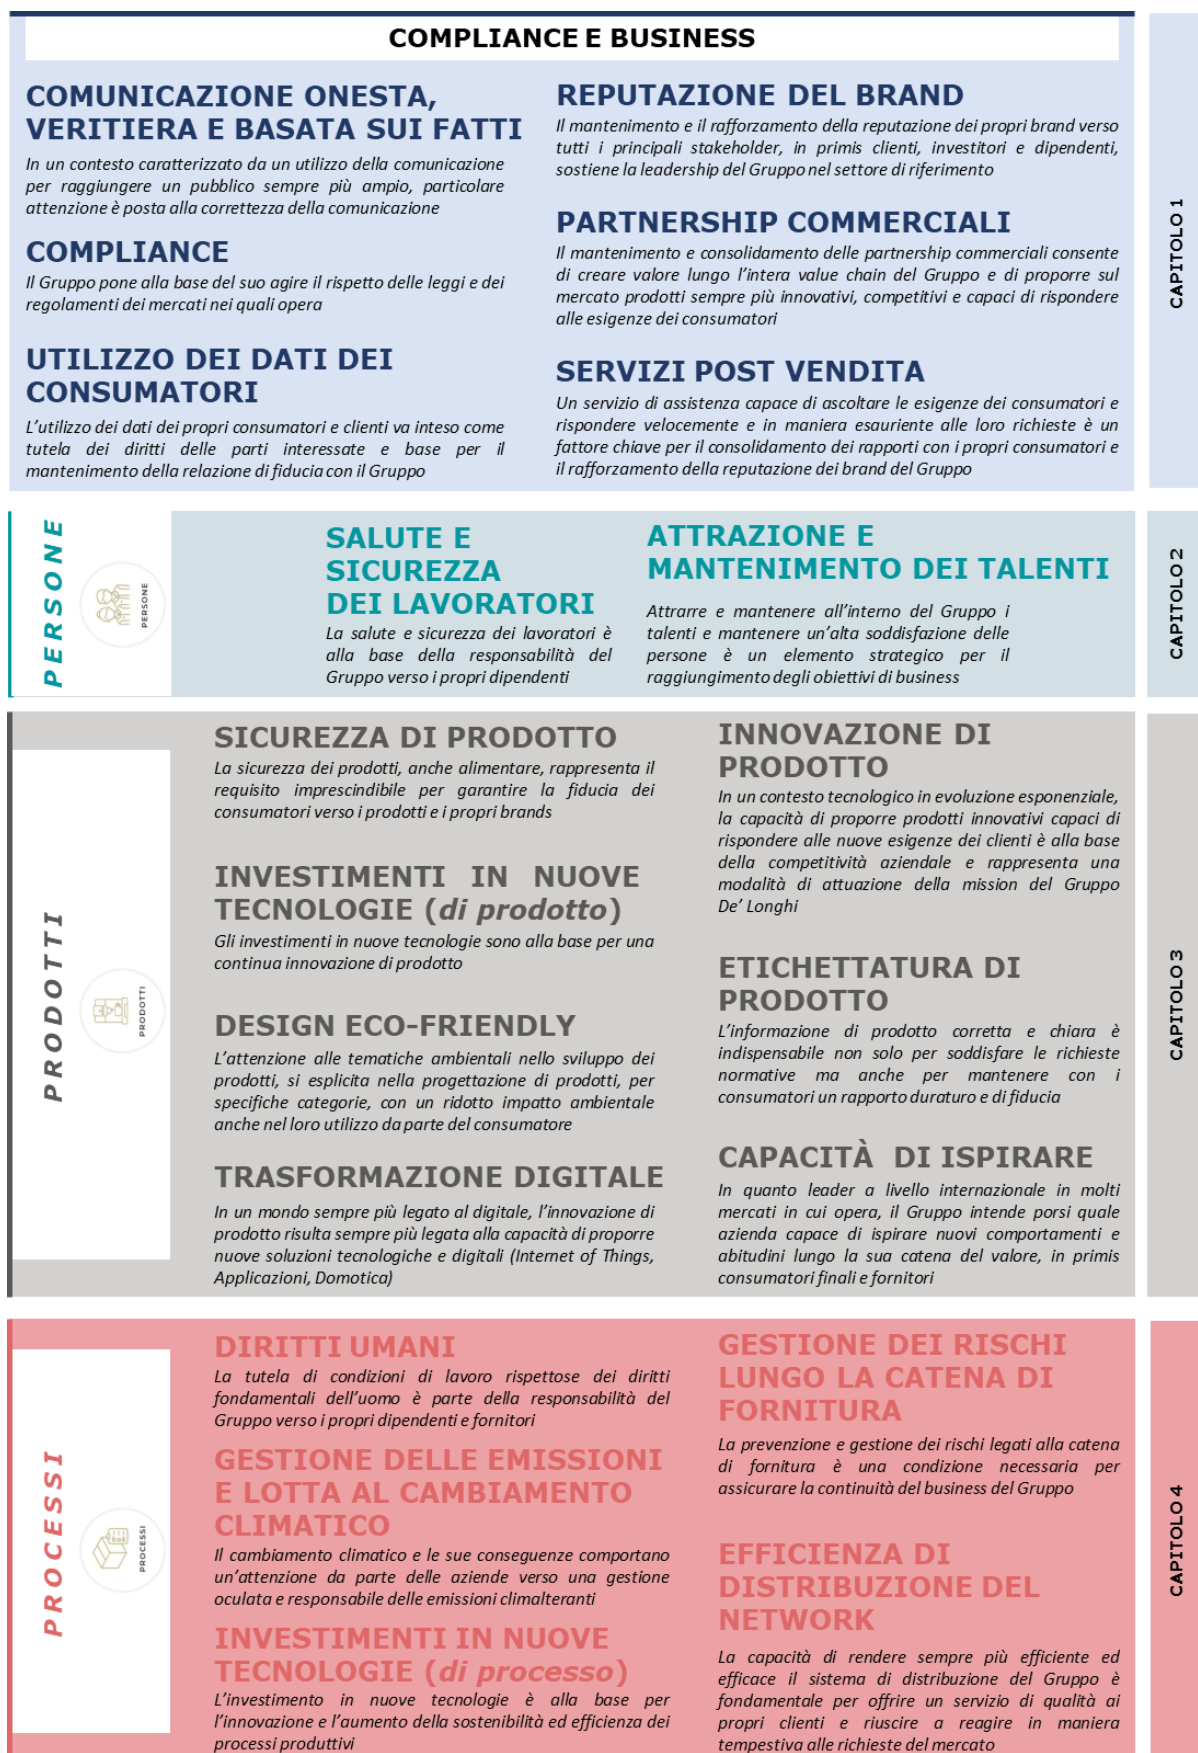 COMPLIANCE E BUSINESS
COMUNICAZIONE ONESTA,
VERITIERA E BASATA SUI FATTI
In un contesto caratterizzato da un utilizzo della comunicazione
per raggiungere un pubblico sempre più ampio, particolare
attenzione è posta alla correttezza della comunicazione
COMPLIANCE
Il Gruppo pone alla base del suo agire il rispetto delle leggi e dei
regolamenti dei mercati nei quali opera
UTILIZZO DEI DATI DEI
CONSUMATORI
L'utilizzo dei dati dei propri consumatori e clienti va inteso come
tutela dei diritti delle parti interessate e base per il
mantenimento della relazione di fiducia con il Gruppo
REPUTAZIONE DEL BRAND
Il mantenimento e il rafforzamento della reputazione dei propri brand verso
tutti i principali stakeholder, in primis clienti, investitori e dipendenti,
sostiene la leadership del Gruppo nel settore di riferimento
PARTNERSHIP COMMERCIALI
Il mantenimento e consolidamento delle partnership commerciali consente
di creare valore lungo l'intera value chain del Gruppo e di proporre sul
mercato prodotti sempre più innovativi, competitivi e capaci di rispondere
alle esigenze dei consumatori
SERVIZI POST VENDITA
Un servizio di assistenza capace di ascoltare le esigenze dei consumatori e
rispondere velocemente e in maniera esauriente alle loro richieste è un
fattore chiave per il consolidamento dei rapporti con i propri consumatori e
il rafforzamento della reputazione dei brand del Gruppo
CAPITOLO 1
PERSONE
PERSONE
SALUTE E
SICUREZZA
DEI LAVORATORI
La salute e sicurezza dei lavoratori è
alla base della responsabilità del
Gruppo verso i propri dipendenti
ATTRAZIONE E
MANTENIMENTO DEI TALENTI
Attrarre e mantenere all'interno del Gruppo i
talenti e mantenere un'alta soddisfazione delle
persone è un elemento strategico per il
raggiungimento degli obiettivi di business
CAPITOLO 2
PRODOTTI
PRODOTTI
SICUREZZA DI PRODOTTO
La sicurezza dei prodotti, anche alimentare, rappresenta il
requisito imprescindibile per garantire la fiducia dei
consumatori verso i prodotti e i propri brands
INVESTIMENTI IN NUOVE
TECNOLOGIE (di prodotto)
Gli investimenti in nuove tecnologie sono alla base per una
continua innovazione di prodotto
DESIGN ECO-FRIENDLY
L'attenzione alle tematiche ambientali nello sviluppo dei
prodotti, si esplicita nella progettazione di prodotti, per
specifiche categorie, con un ridotto impatto ambientale
anche nel loro utilizzo da parte del consumatore
TRASFORMAZIONE DIGITALE
In un mondo sempre più legato al digitale, l'innovazione di
prodotto risulta sempre più legata alla capacità di proporre
nuove soluzioni tecnologiche e digitali (Internet of Things,
Applicazioni, Domotica)
INNOVAZIONE DI
PRODOTTO
In un contesto tecnologico in evoluzione esponenziale,
la capacità di proporre prodotti innovativi capaci di
rispondere alle nuove esigenze dei clienti è alla base
della competitività aziendale e rappresenta una
modalità di attuazione della mission del Gruppo
De' Longhi
ETICHETTATURA DI
PRODOTTO
L'informazione di prodotto corretta e chiara è
indispensabile non solo per soddisfare le richieste
normative ma anche per mantenere con i
consumatori un rapporto duraturo e di fiducia
CAPACITÀ DI ISPIRARE
In quanto leader a livello internazionale in molti
mercati in cui opera, il Gruppo intende porsi quale
azienda capace di ispirare nuovi comportamenti e
abitudini lungo la sua catena del valore, in primis
consumatori finali e fornitori
CAPITOLO 3
PROCESSI
PROCESSI
DIRITTI UMANI
La tutela di condizioni di lavoro rispettose dei diritti
fondamentali dell'uomo è parte della responsabilità del
Gruppo verso i propri dipendenti e fornitori
GESTIONE DELLE EMISSIONI
E LOTTA AL CAMBIAMENTO
CLIMATICO
Il cambiamento climatico e le sue conseguenze comportano
un'attenzione da parte delle aziende verso una gestione
oculata e responsabile delle emissioni climalteranti
INVESTIMENTI IN NUOVE
TECNOLOGIE (di processo)
L'investimento in nuove tecnologie è alla base per
l'innovazione e l'aumento della sostenibilità ed efficienza dei
processi produttivi
GESTIONE DEI RISCHI
LUNGO LA CATENA DI
FORNITURA
La prevenzione e gestione dei rischi legati alla catena
di fornitura è una condizione necessaria per
assicurare la continuità del business del Gruppo
EFFICIENZA DI
DISTRIBUZIONE DEL
NETWORK
La capacità di rendere sempre più efficiente ed
efficace il sistema di distribuzione del Gruppo è
fondamentale per offrire un servizio di qualità ai
propri clienti e riuscire a reagire in maniera
tempestiva alle richieste del mercato
CAPITOLO 4